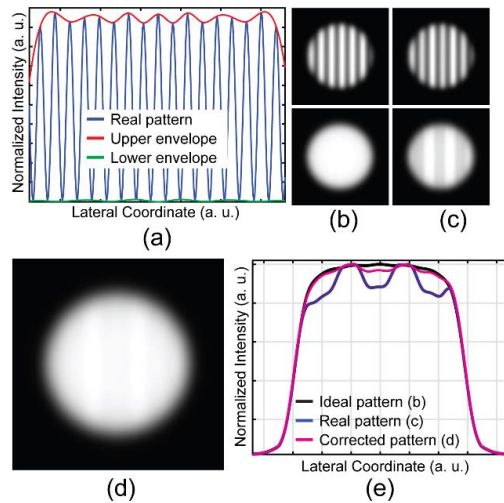 Normalized Intensity (a. u.)
Real pattern
Upper envelope
Lower envelope
Lateral Coordinate (a. u.)
(a)
(b)
(c)
(d)
Normalized Intensity (a. u.)
Ideal pattern (b)
Real pattern (c)
Corrected pattern (d)
Lateral Coordinate (a. u.)
(e)